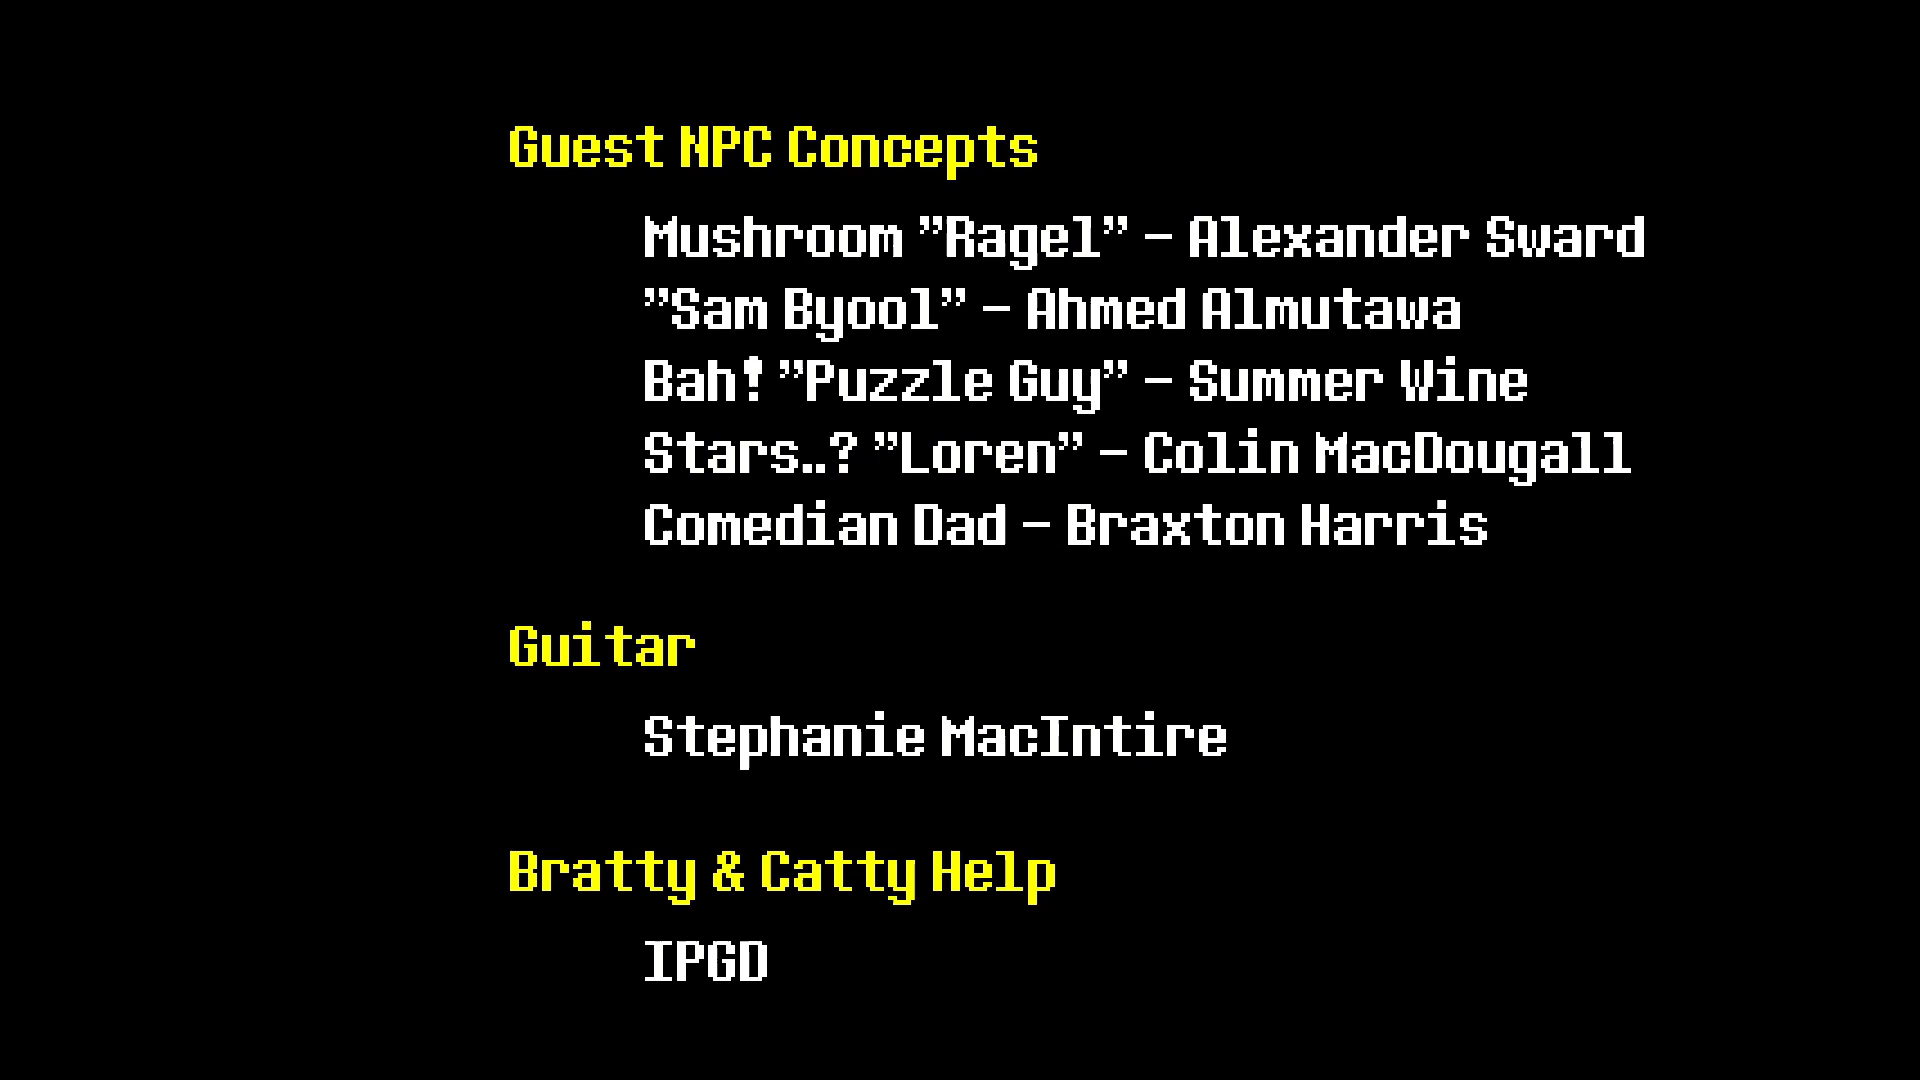 Guest NPC Concepts
Mushroom "Ragel" - Alexander Sward
"Sam Byool" - Ahmed Almutawa
Bah! "Puzzle Guy" - Summer Wine
Stars..? "Loren" - Colin MacDougall
Comedian Dad - Braxton Harris
Guitar
Stephanie MacIntire
Bratty & Catty Help
IPGD